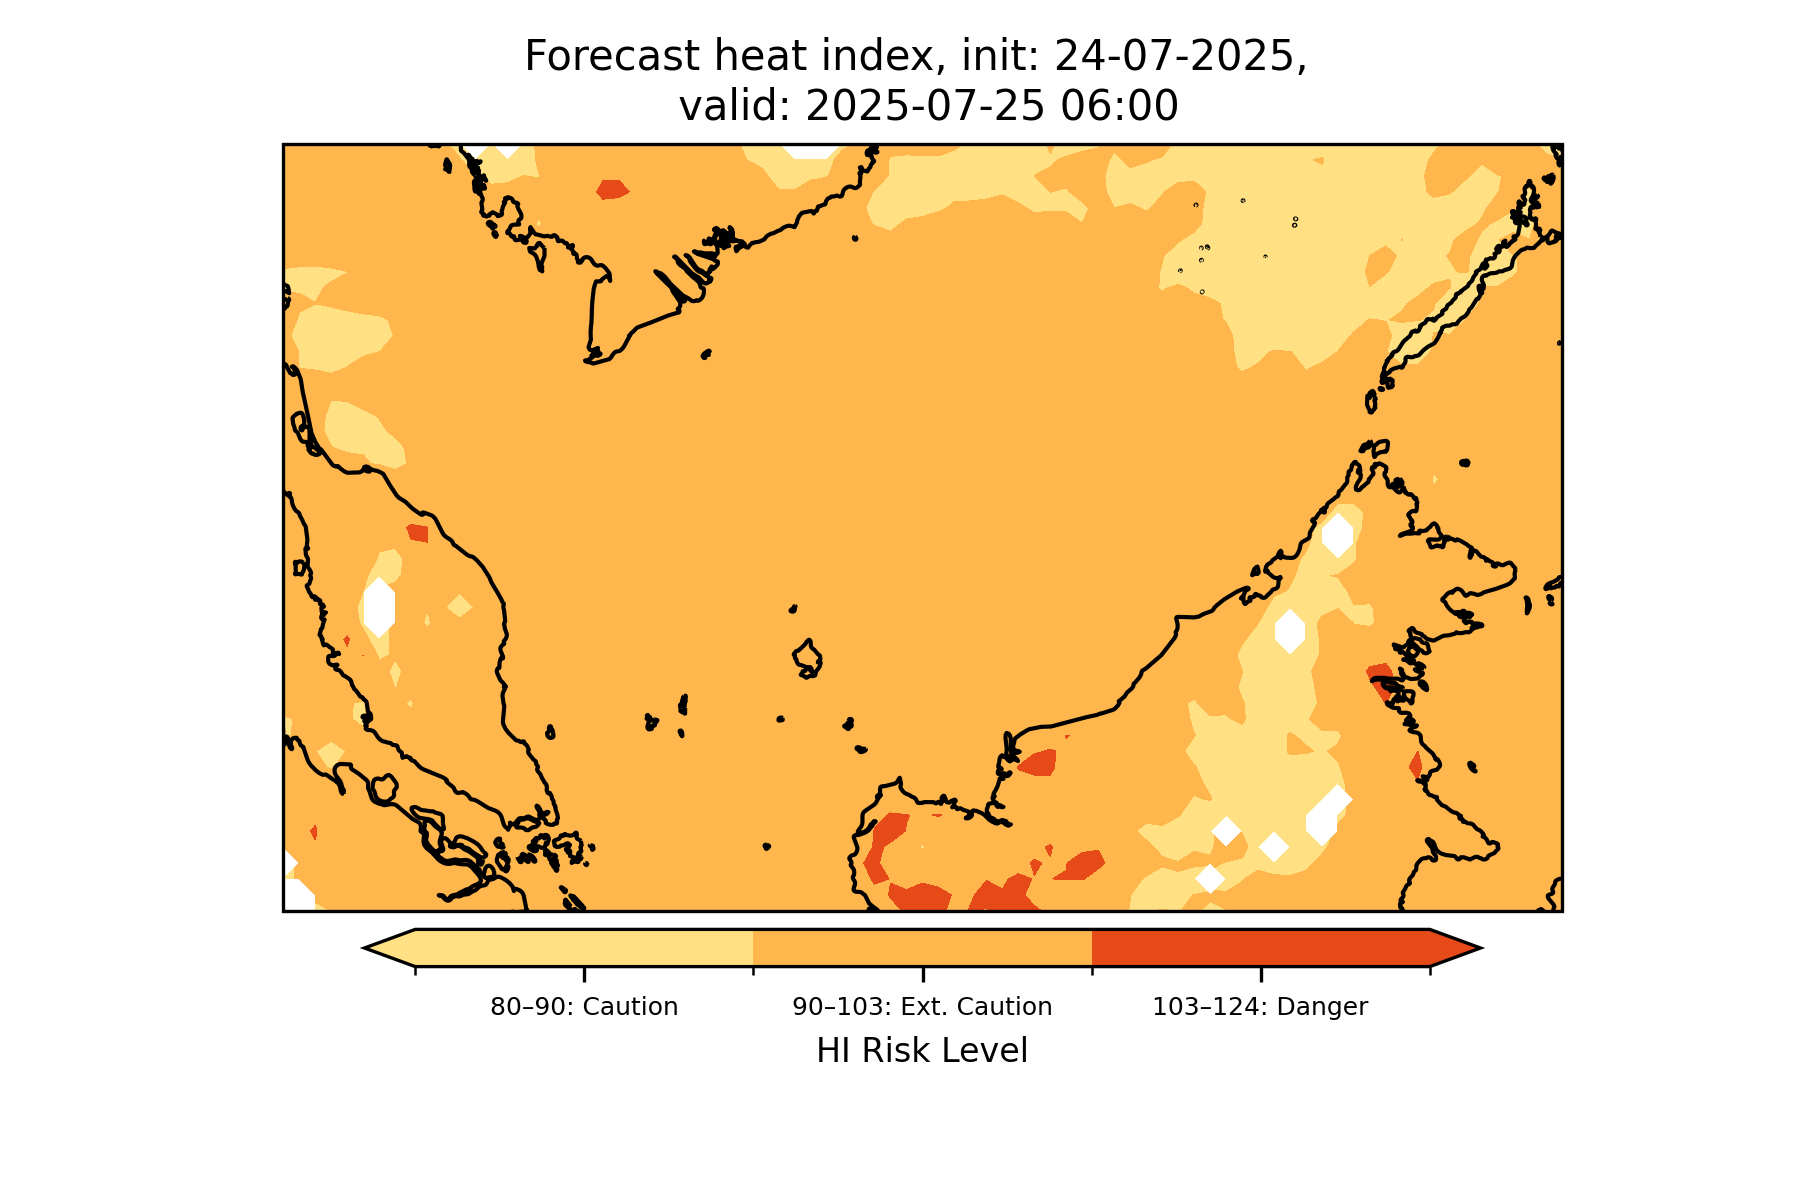 Forecast heat index, init: 24-07-2025,
valid: 2025-07-25 06:00
80–90: Caution
90–103: Ext. Caution
103–124: Danger
HI Risk Level